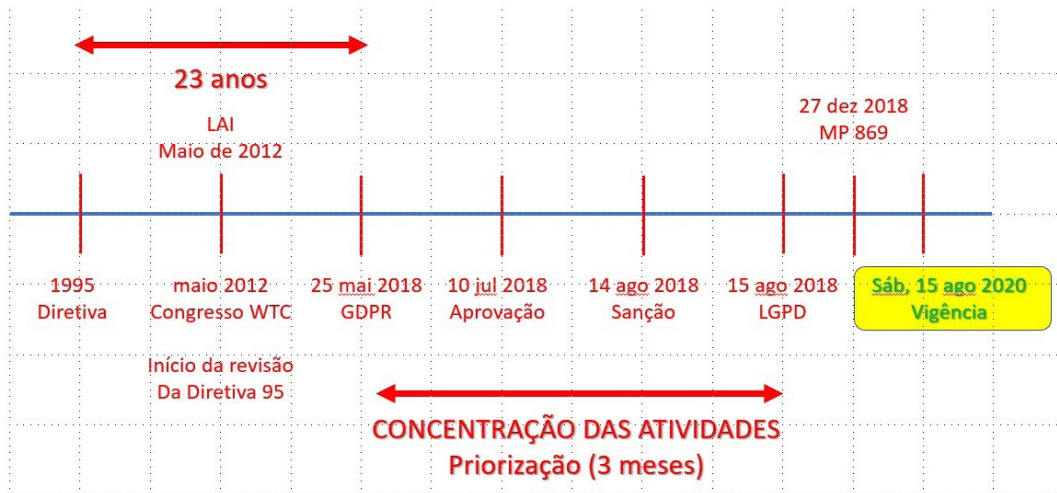 23 anos
LAI
Maio de 2012
27 dez 2018
MP 869
1995
Diretiva
maio 2012
Congresso WTC
25 mai 2018
GDPR
10 jul 2018
Aprovação
14 ago 2018
Sanção
15 ago 2018
LGPD
Sáb, 15 ago 2020
Vigência
Início da revisão
Da Diretiva 95
CONCENTRAÇÃO DAS ATIVIDADES
Priorização (3 meses)